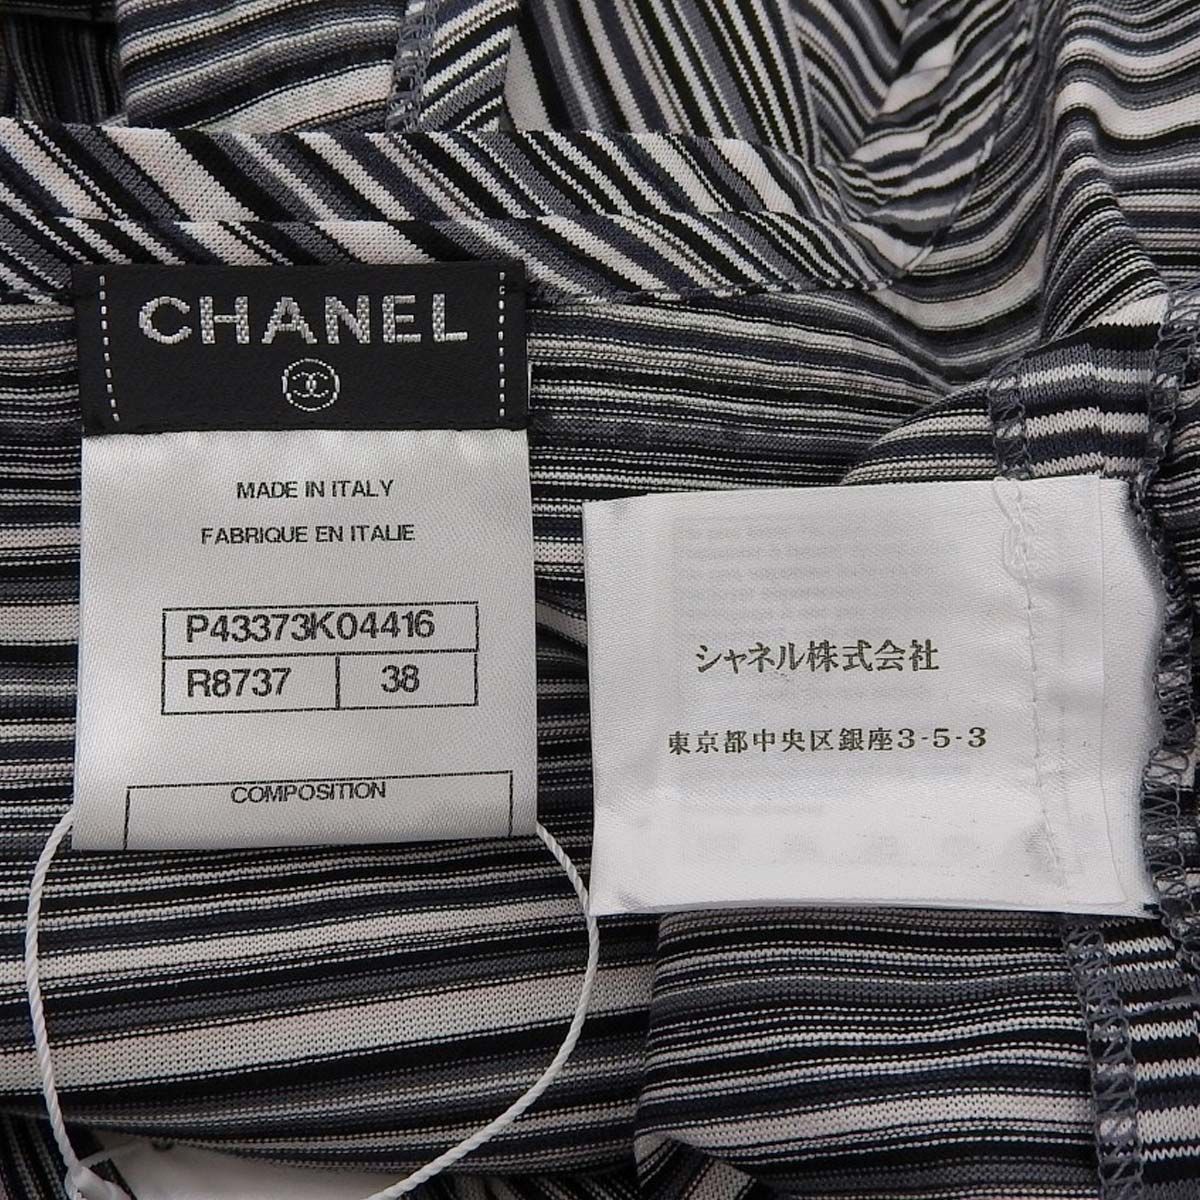 CHANEL
MADE IN ITALY
FABRIQUE EN ITALIE
P43373K04416
R8737 38
COMPOSITION
シャネル株式会社
東京都中央区銀座3-5-3